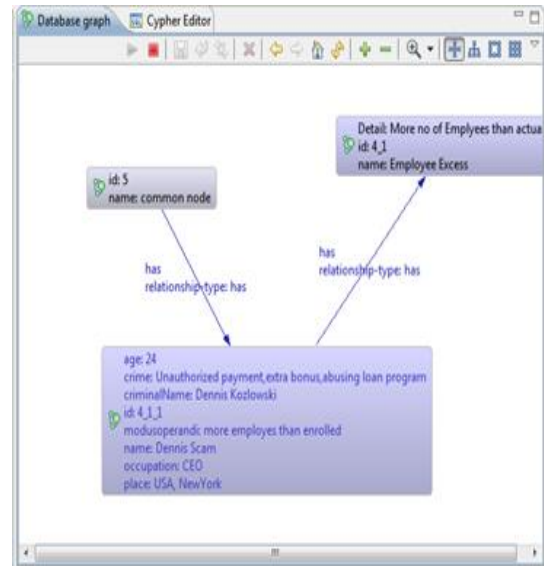 Database graph Cypher Editor
Detail: More no of Emplyees than actua
id: 4_1
name: Employee Excess
id: 5
name: common node
has
relationship-type: has
has
relationship-type: has
age: 24
crime: Unauthorized payment,extra bonus,abusing loan program
criminalName: Dennis Kozlowski
id: 4_1_1
modusoperandi: more employes than enrolled
name: Dennis Scam
occupation: CEO
place: USA, NewYork